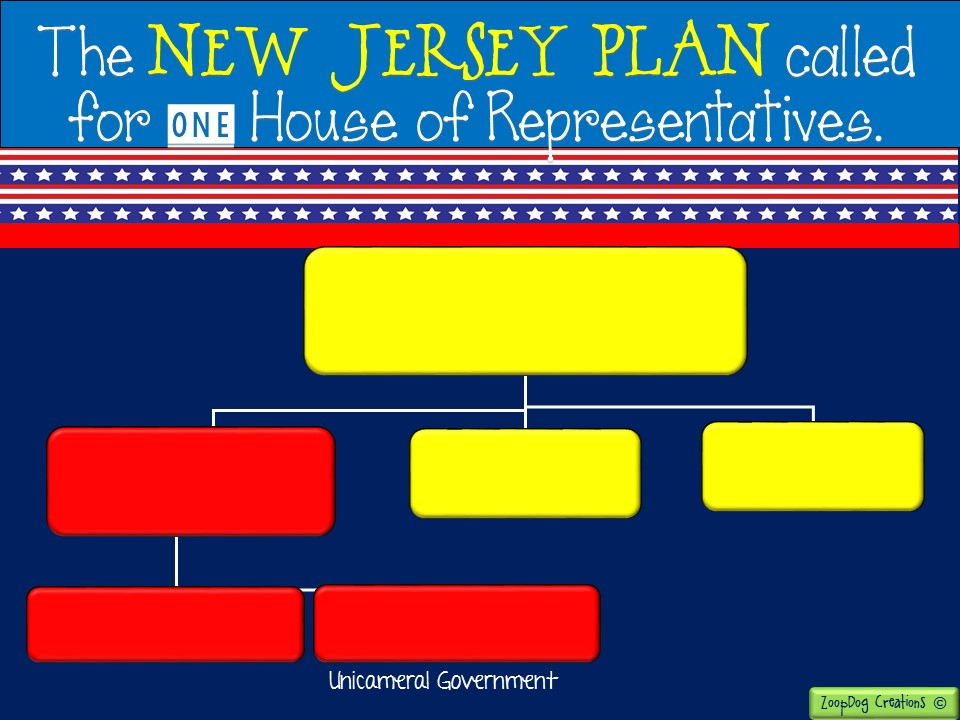 The NEW JERSEY PLAN called
for ONE House of Representatives.
Unicameral Government
ZoopDog Creations ©